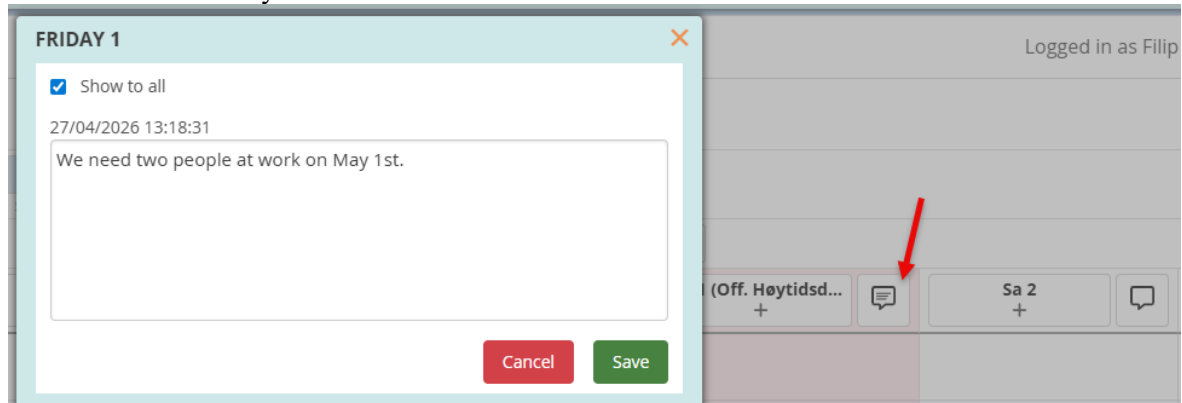 FRIDAY 1
Logged in as Filip
Show to all
27/04/2026 13:18:31
We need two people at work on May 1st.
(Off. Høytidsd...
+
Sa 2
+
Cancel
Save